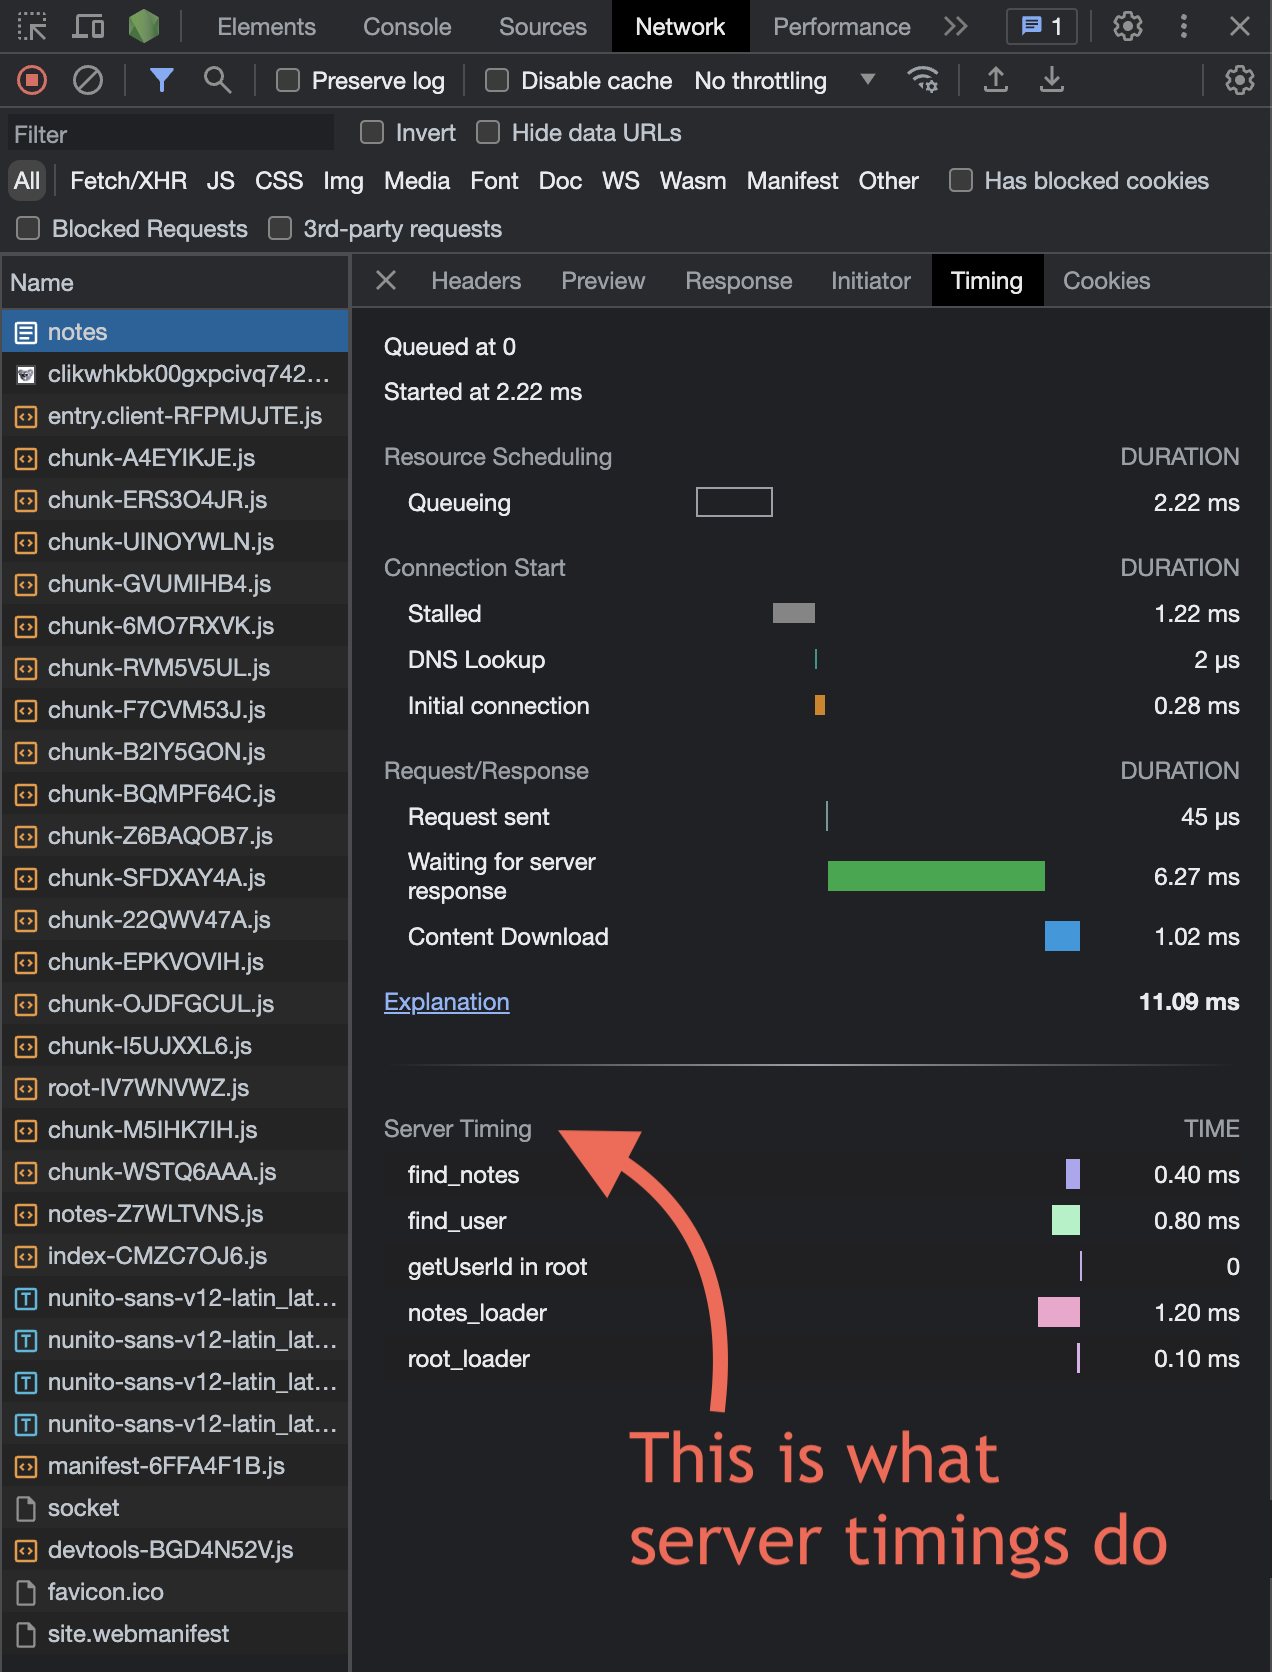 Elements Console Sources Network Performance 1
Preserve log Disable cache No throttling
Filter Invert Hide data URLs
All Fetch/XHR JS CSS Img Media Font Doc WS Wasm Manifest Other Has blocked cookies
Blocked Requests 3rd-party requests
Name
notes
clikwhkbk00gxpcivq742...
entry.client-RFPMUJTE.js
chunk-A4EYIKJE.js
chunk-ERS3O4JR.js
chunk-UINOYWLN.js
chunk-GVUMIHB4.js
chunk-6MO7RXVK.js
chunk-RVM5V5UL.js
chunk-F7CVM53J.js
chunk-B2IY5GON.js
chunk-BQMPF64C.js
chunk-Z6BAQOB7.js
chunk-SFDXAY4A.js
chunk-22QWV47A.js
chunk-EPKVOVIH.js
chunk-OJDFGCUL.js
chunk-I5UJXXL6.js
root-IV7WNVWZ.js
chunk-M5IHK7IH.js
chunk-WSTQ6AAA.js
notes-Z7WLTVNS.js
index-CMZC7OJ6.js
nunito-sans-v12-latin_lat...
nunito-sans-v12-latin_lat...
nunito-sans-v12-latin_lat...
nunito-sans-v12-latin_lat...
manifest-6FFA4F1B.js
socket
devtools-BGD4N52V.js
favicon.ico
site.webmanifest
Headers Preview Response Initiator Timing Cookies
Queued at 0
Started at 2.22 ms
Resource Scheduling DURATION
Queueing 2.22 ms
Connection Start DURATION
Stalled 1.22 ms
DNS Lookup 2 μs
Initial connection 0.28 ms
Request/Response DURATION
Request sent 45 μs
Waiting for server
response 6.27 ms
Content Download 1.02 ms
Explanation 11.09 ms
Server Timing TIME
find_notes 0.40 ms
find_user 0.80 ms
getUserId in root 0
notes_loader 1.20 ms
root_loader 0.10 ms
This is what
server timings do